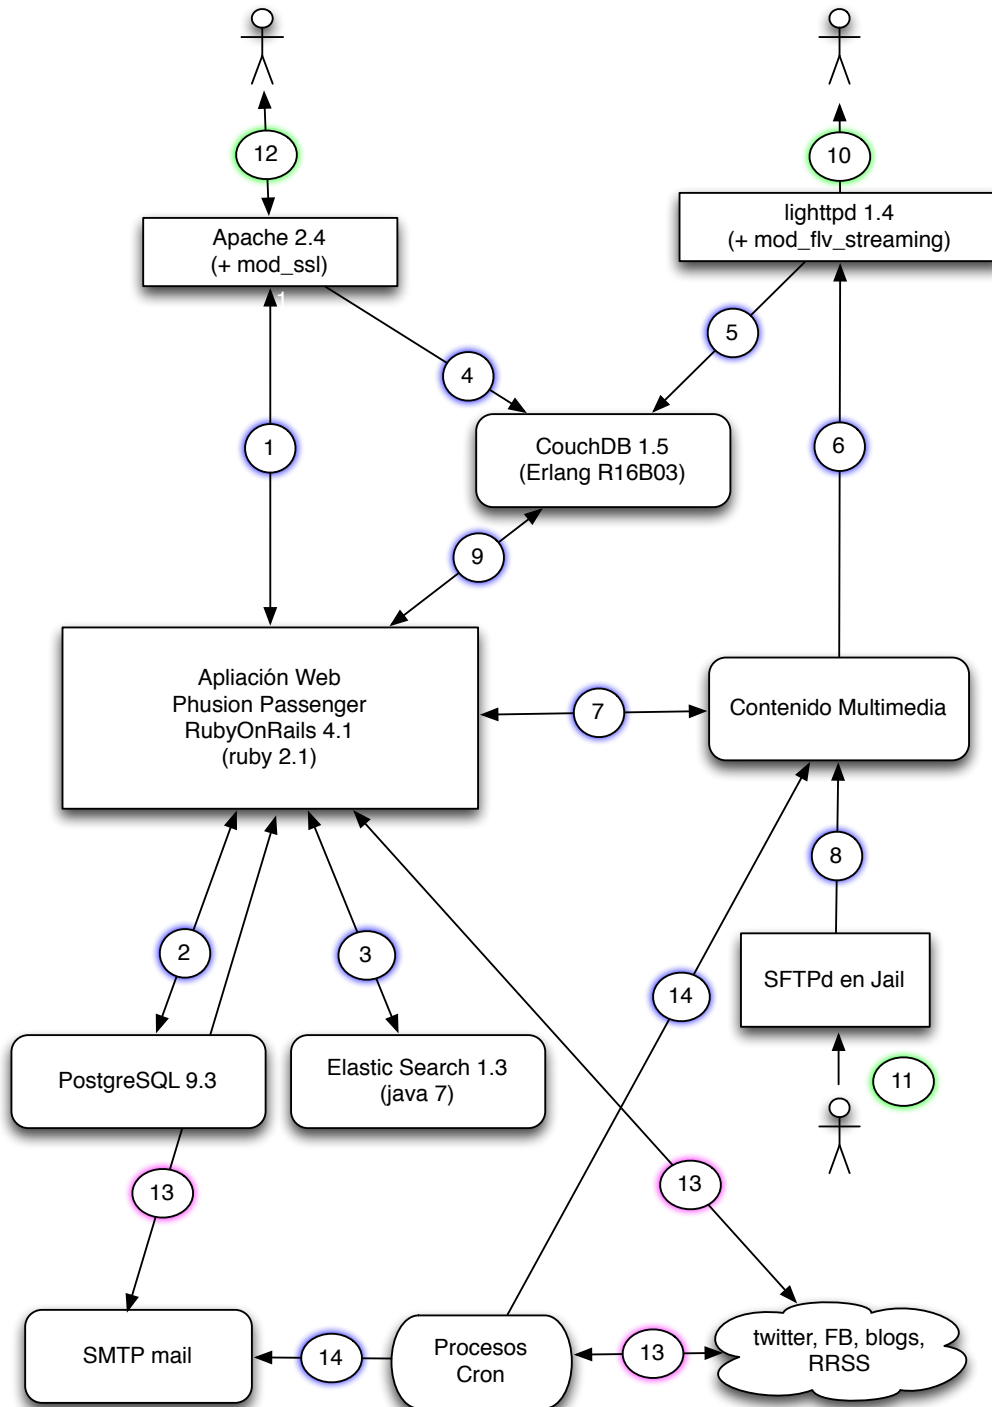 12
10
Apache 2.4
(+ mod_ssl)
lighttpd 1.4
(+ mod_flv_streaming)
1
5
4
1
6
CouchDB 1.5
(Erlang R16B03)
9
Apliación Web
Phusion Passenger
RubyOnRails 4.1
(ruby 2.1)
7
Contenido Multimedia
8
2
3
14
SFTPd en Jail
PostgreSQL 9.3
Elastic Search 1.3
(java 7)
11
13
13
SMTP mail
14
Procesos
Cron
13
twitter, FB, blogs,
RRSS